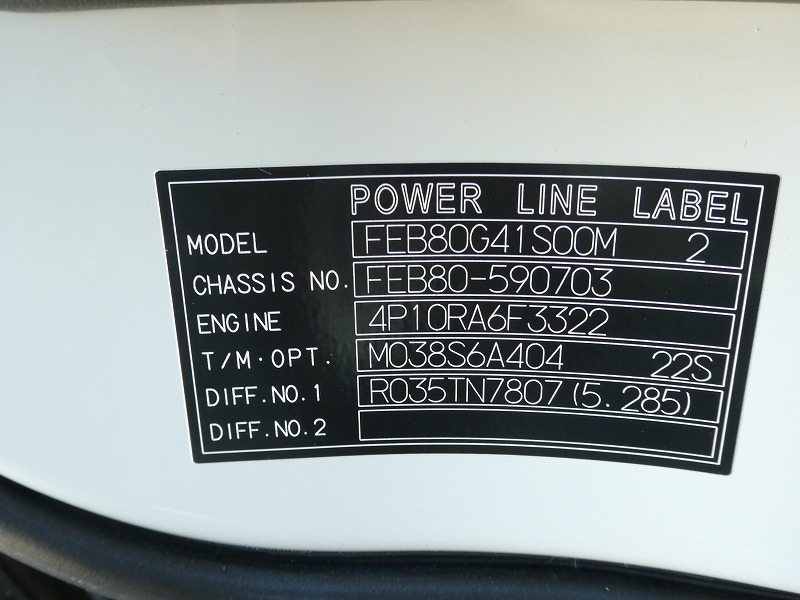 POWER LINE LABEL
MODEL FEB80G41S00M 2
CHASSIS NO. FEB80-590703
ENGINE 4P10RA6F3322
T/M·OPT. M038S6A404 22S
DIFF.NO.1 R035TN7807(5.285)
DIFF.NO.2